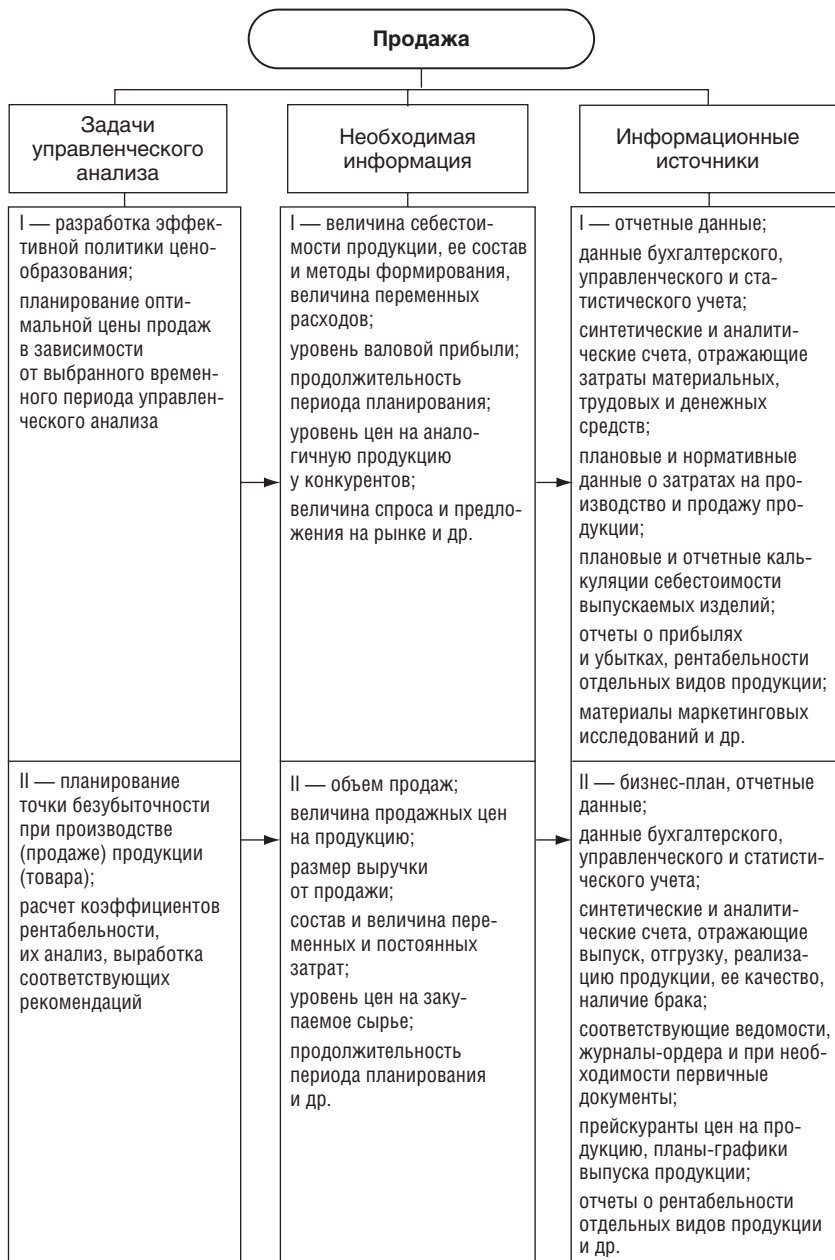 Продажа
Задачи
управленческого
анализа
Необходимая
информация
Информационные
источники
I — разработка эффек-
тивной политики цено-
образования;
планирование опти-
мальной цены продаж
в зависимости
от выбранного времен-
ного периода управлен-
ческого анализа
I — величина себестои-
мости продукции, ее состав
и методы формирования,
величина переменных
расходов;
уровень валовой прибыли;
продолжительность
периода планирования;
уровень цен на анало-
гичную продукцию
у конкурентов;
величина спроса и предло-
жения на рынке и др.
I — отчетные данные;
данные бухгалтерского,
управленческого и ста-
тистического учета;
синтетические и аналити-
ческие счета, отражающие
затраты материальных,
трудовых и денежных
средств;
плановые и нормативные
данные о затратах на про-
изводство и продажу про-
дукции;
плановые и отчетные каль-
куляции себестоимости
выпускаемых изделий;
отчеты о прибылях
и убытках, рентабельности
отдельных видов продукции;
материалы маркетинговых
исследований и др.
II — планирование
точки безубыточности
при производстве
(продаже) продукции
(товара);
расчет коэффициентов
рентабельности,
их анализ, выработка
соответствующих
рекомендаций
II — объем продаж;
величина продажных цен
на продукцию;
размер выручки
от продажи;
состав и величина пере-
менных и постоянных
затрат;
уровень цен на заку-
паемое сырье;
продолжительность
периода планирования
и др.
II — бизнес-план, отчетные
данные;
данные бухгалтерского,
управленческого и статисти-
ческого учета;
синтетические и аналити-
ческие счета, отражающие
выпуск, отгрузку, реализа-
цию продукции, ее качество,
наличие брака;
соответствующие ведомости,
журналы-ордера и при необ-
ходимости первичные
документы;
прейскуранты цен на про-
дукцию, планы-графики
выпуска продукции;
отчеты о рентабельности
отдельных видов продукции
и др.